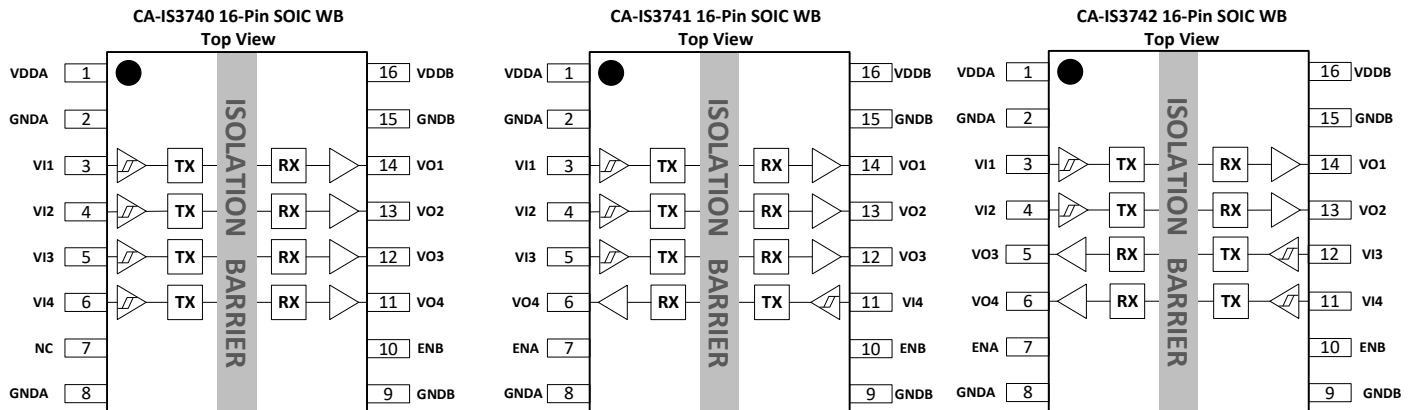 CA-IS3740 16-Pin SOIC WB
Top View
VDDA 1 16 VDDB
GNDA 2 15 GNDB
VI1 3 TX RX 14 VO1
VI2 4 TX RX 13 VO2
VI3 5 TX RX 12 VO3
VI4 6 TX RX 11 VO4
NC 7 10 ENB
GNDA 8 9 GNDB
ISOLATION BARRIER
CA-IS3741 16-Pin SOIC WB
Top View
VDDA 1 16 VDDB
GNDA 2 15 GNDB
VI1 3 TX RX 14 VO1
VI2 4 TX RX 13 VO2
VI3 5 TX RX 12 VO3
VO4 6 RX TX 11 VI4
ENA 7 10 ENB
GNDA 8 9 GNDB
ISOLATION BARRIER
CA-IS3742 16-Pin SOIC WB
Top View
VDDA 1 16 VDDB
GNDA 2 15 GNDB
VI1 3 TX RX 14 VO1
VI2 4 TX RX 13 VO2
VO3 5 RX TX 12 VI3
VO4 6 RX TX 11 VI4
ENA 7 10 ENB
GNDA 8 9 GNDB
ISOLATION BARRIER